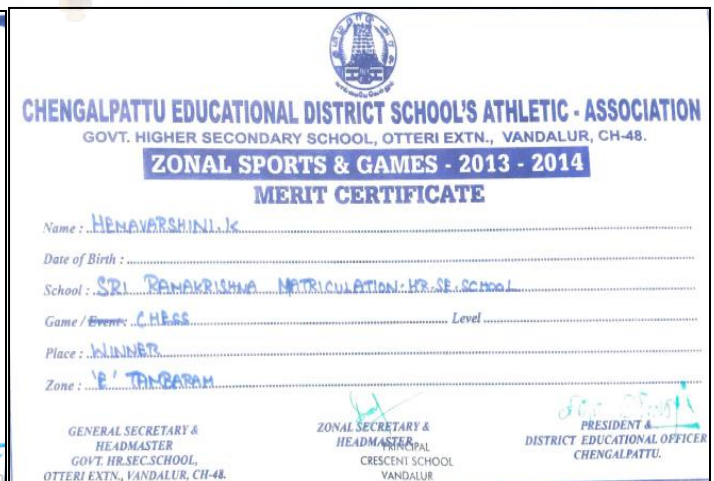 CHENGALPATTU EDUCATIONAL DISTRICT SCHOOL'S ATHLETIC - ASSOCIATION
GOVT. HIGHER SECONDARY SCHOOL, OTTERI EXTN., VANDALUR, CH-48.
ZONAL SPORTS & GAMES - 2013 - 2014
MERIT CERTIFICATE
Name : HEMAVARSHINI.K
Date of Birth :
School : SRI RAMAKRISHNA MATRICULATION.HR.SE.SCHOOL
Game / Event : CHESS Level
Place : WINNER
Zone : 'E' TAMBARAM
GENERAL SECRETARY & HEADMASTER GOVT. HR.SEC.SCHOOL, OTTERI EXTN., VANDALUR, CH-48.
ZONAL SECRETARY & HEADMASTER
PRINCIPAL
CRESCENT SCHOOL
VANDALUR
PRESIDENT &
DISTRICT EDUCATIONAL OFFICER
CHENGALPATTU.